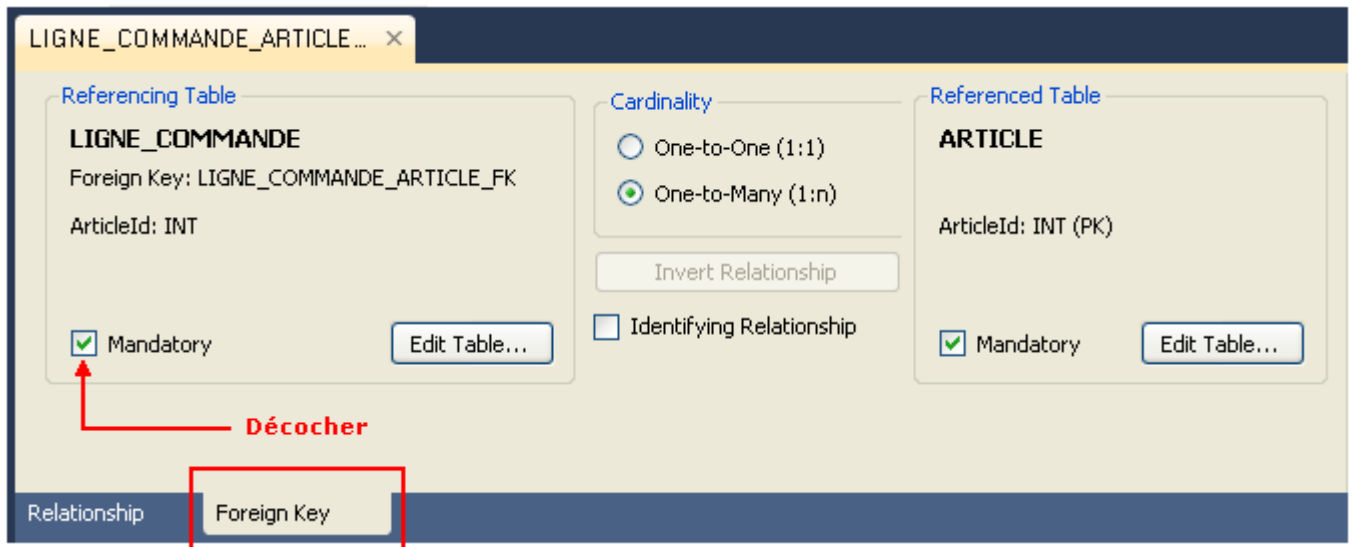 LIGNE_COMMANDE_ARTICLE...
Referencing Table
LIGNE_COMMANDE
Foreign Key: LIGNE_COMMANDE_ARTICLE_FK
ArticleId: INT
Mandatory
Edit Table...
Cardinality
One-to-One (1:1)
One-to-Many (1:n)
Invert Relationship
Identifying Relationship
Referenced Table
ARTICLE
ArticleId: INT (PK)
Mandatory
Edit Table...
Décocher
Relationship
Foreign Key